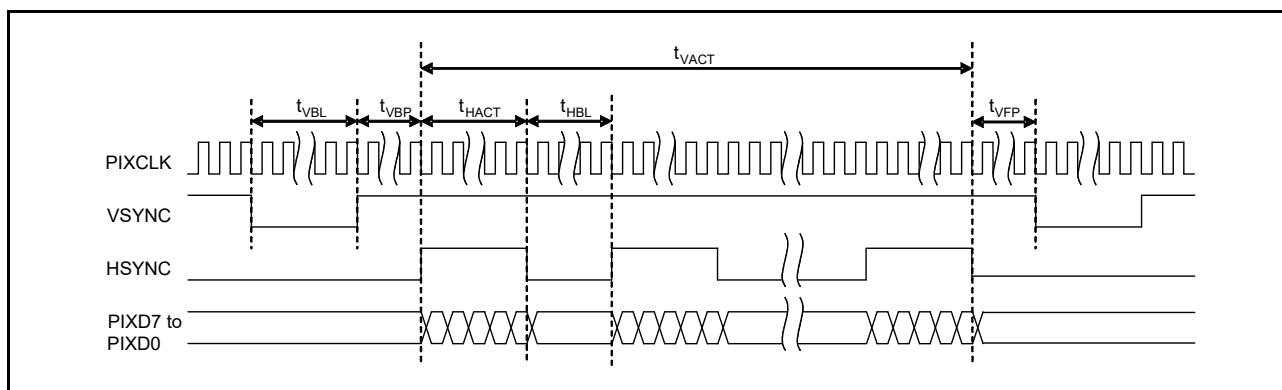 tVACT
tVBL tVBP tHACT tHBL tVFP
PIXCLK
VSYNC
HSYNC
PIXD7 to
PIXD0